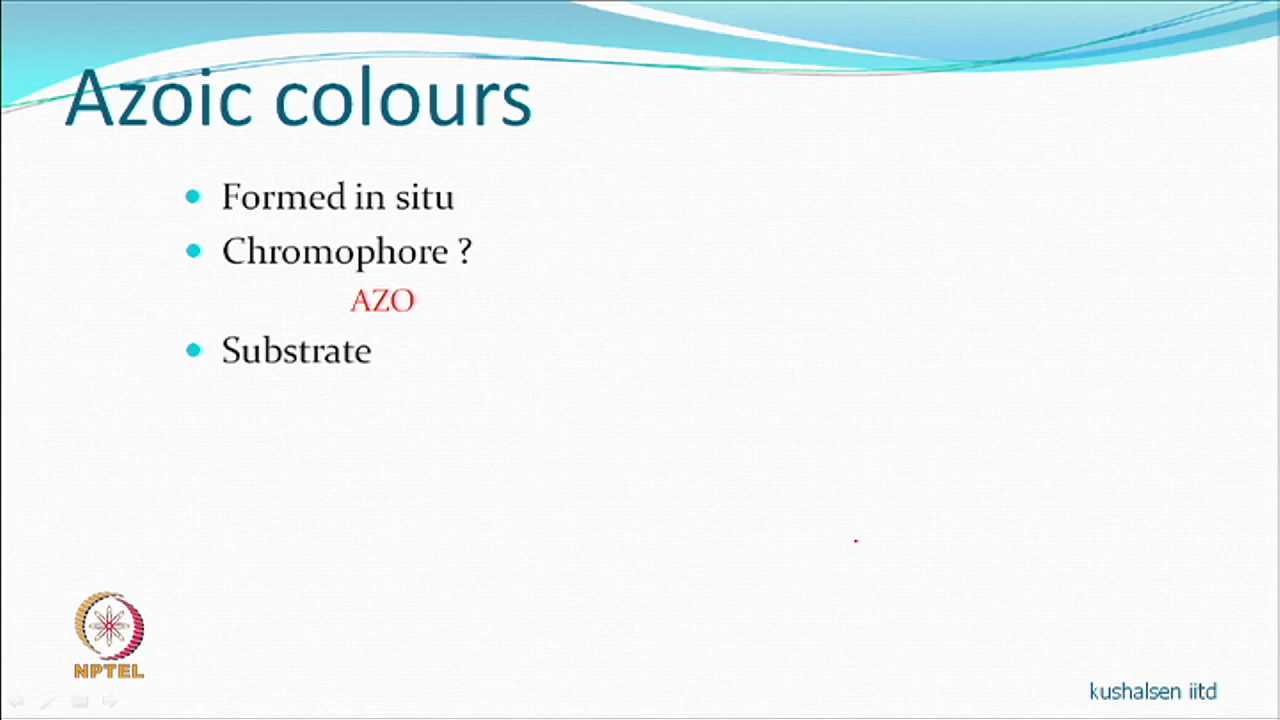 Azoic colours
Formed in situ
Chromophore ?
AZO
Substrate
NPTEL
kushalsen iitd